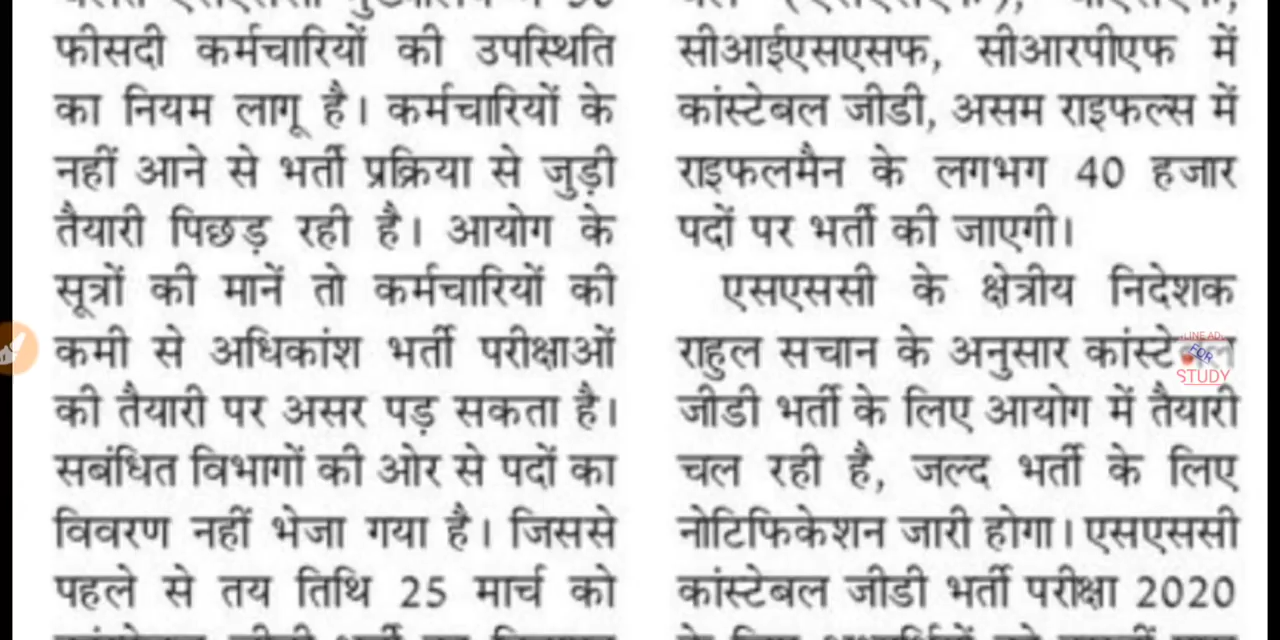 फीसदी कर्मचारियों की उपस्थिति
का नियम लागू है। कर्मचारियों के
नहीं आने से भर्ती प्रक्रिया से जुड़ी
तैयारी पिछड़ रही है। आयोग के
सूत्रों की मानें तो कर्मचारियों की
कमी से अधिकांश भर्ती परीक्षाओं
की तैयारी पर असर पड़ सकता है।
सबंधित विभागों की ओर से पदों का
विवरण नहीं भेजा गया है। जिससे
पहले से तय तिथि 25 मार्च को
सीआईएसएसफ, सीआरपीएफ में
कांस्टेबल जीडी, असम राइफल्स में
राइफलमैन के लगभग 40 हजार
पदों पर भर्ती की जाएगी।
एसएससी के क्षेत्रीय निदेशक
राहुल सचान के अनुसार कांस्टेबल
जीडी भर्ती के लिए आयोग में तैयारी
चल रही है, जल्द भर्ती के लिए
नोटिफिकेशन जारी होगा। एसएससी
कांस्टेबल जीडी भर्ती परीक्षा 2020
FOR
STUDY